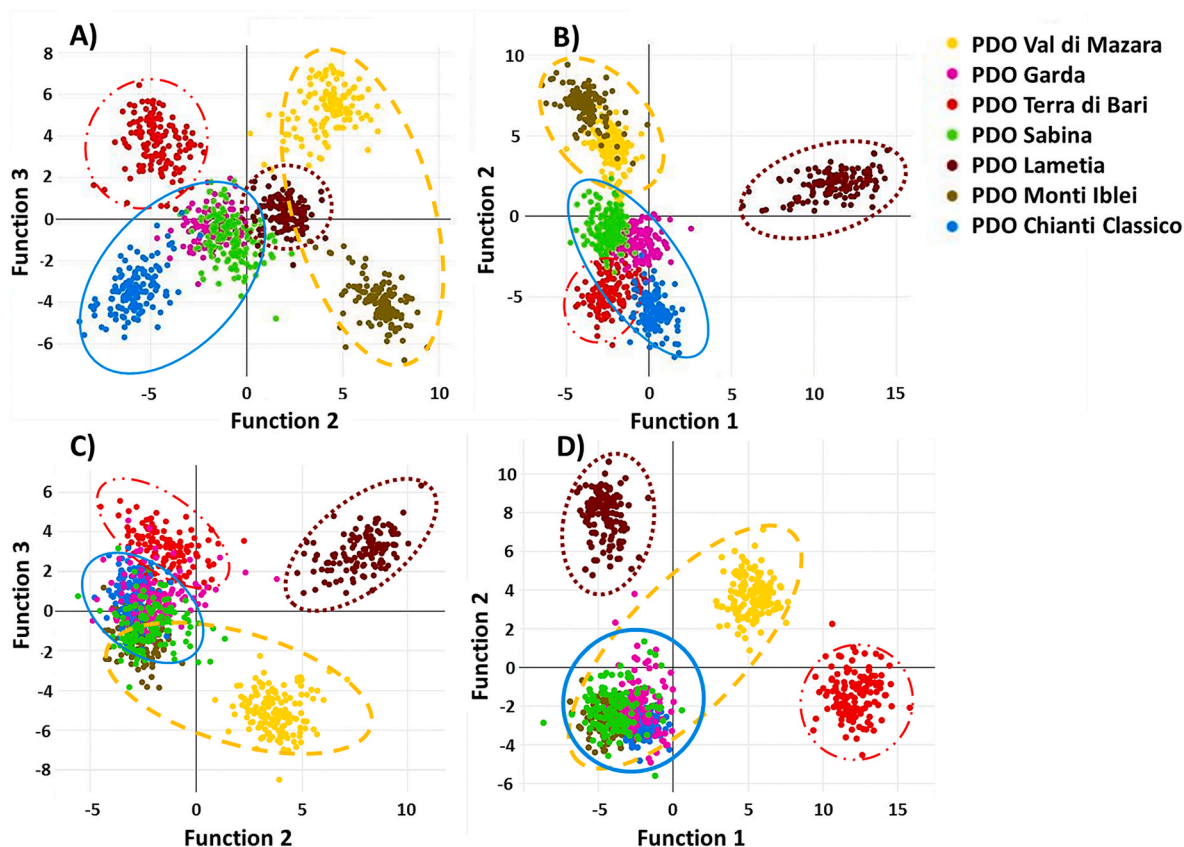 A)
8
6
4
2
0
-2
-4
-6
Function 3
-5
0
5
10
Function 2
B)
10
5
0
-5
Function 2
-5
0
5
10
15
Function 1
PDO Val di Mazara
PDO Garda
PDO Terra di Bari
PDO Sabina
PDO Lametia
PDO Monti Iblei
PDO Chianti Classico
C)
6
4
2
0
-2
-4
-6
-8
Function 3
-5
0
5
10
Function 2
D)
10
8
6
4
2
0
-2
-4
-6
Function 2
-5
0
5
10
15
Function 1